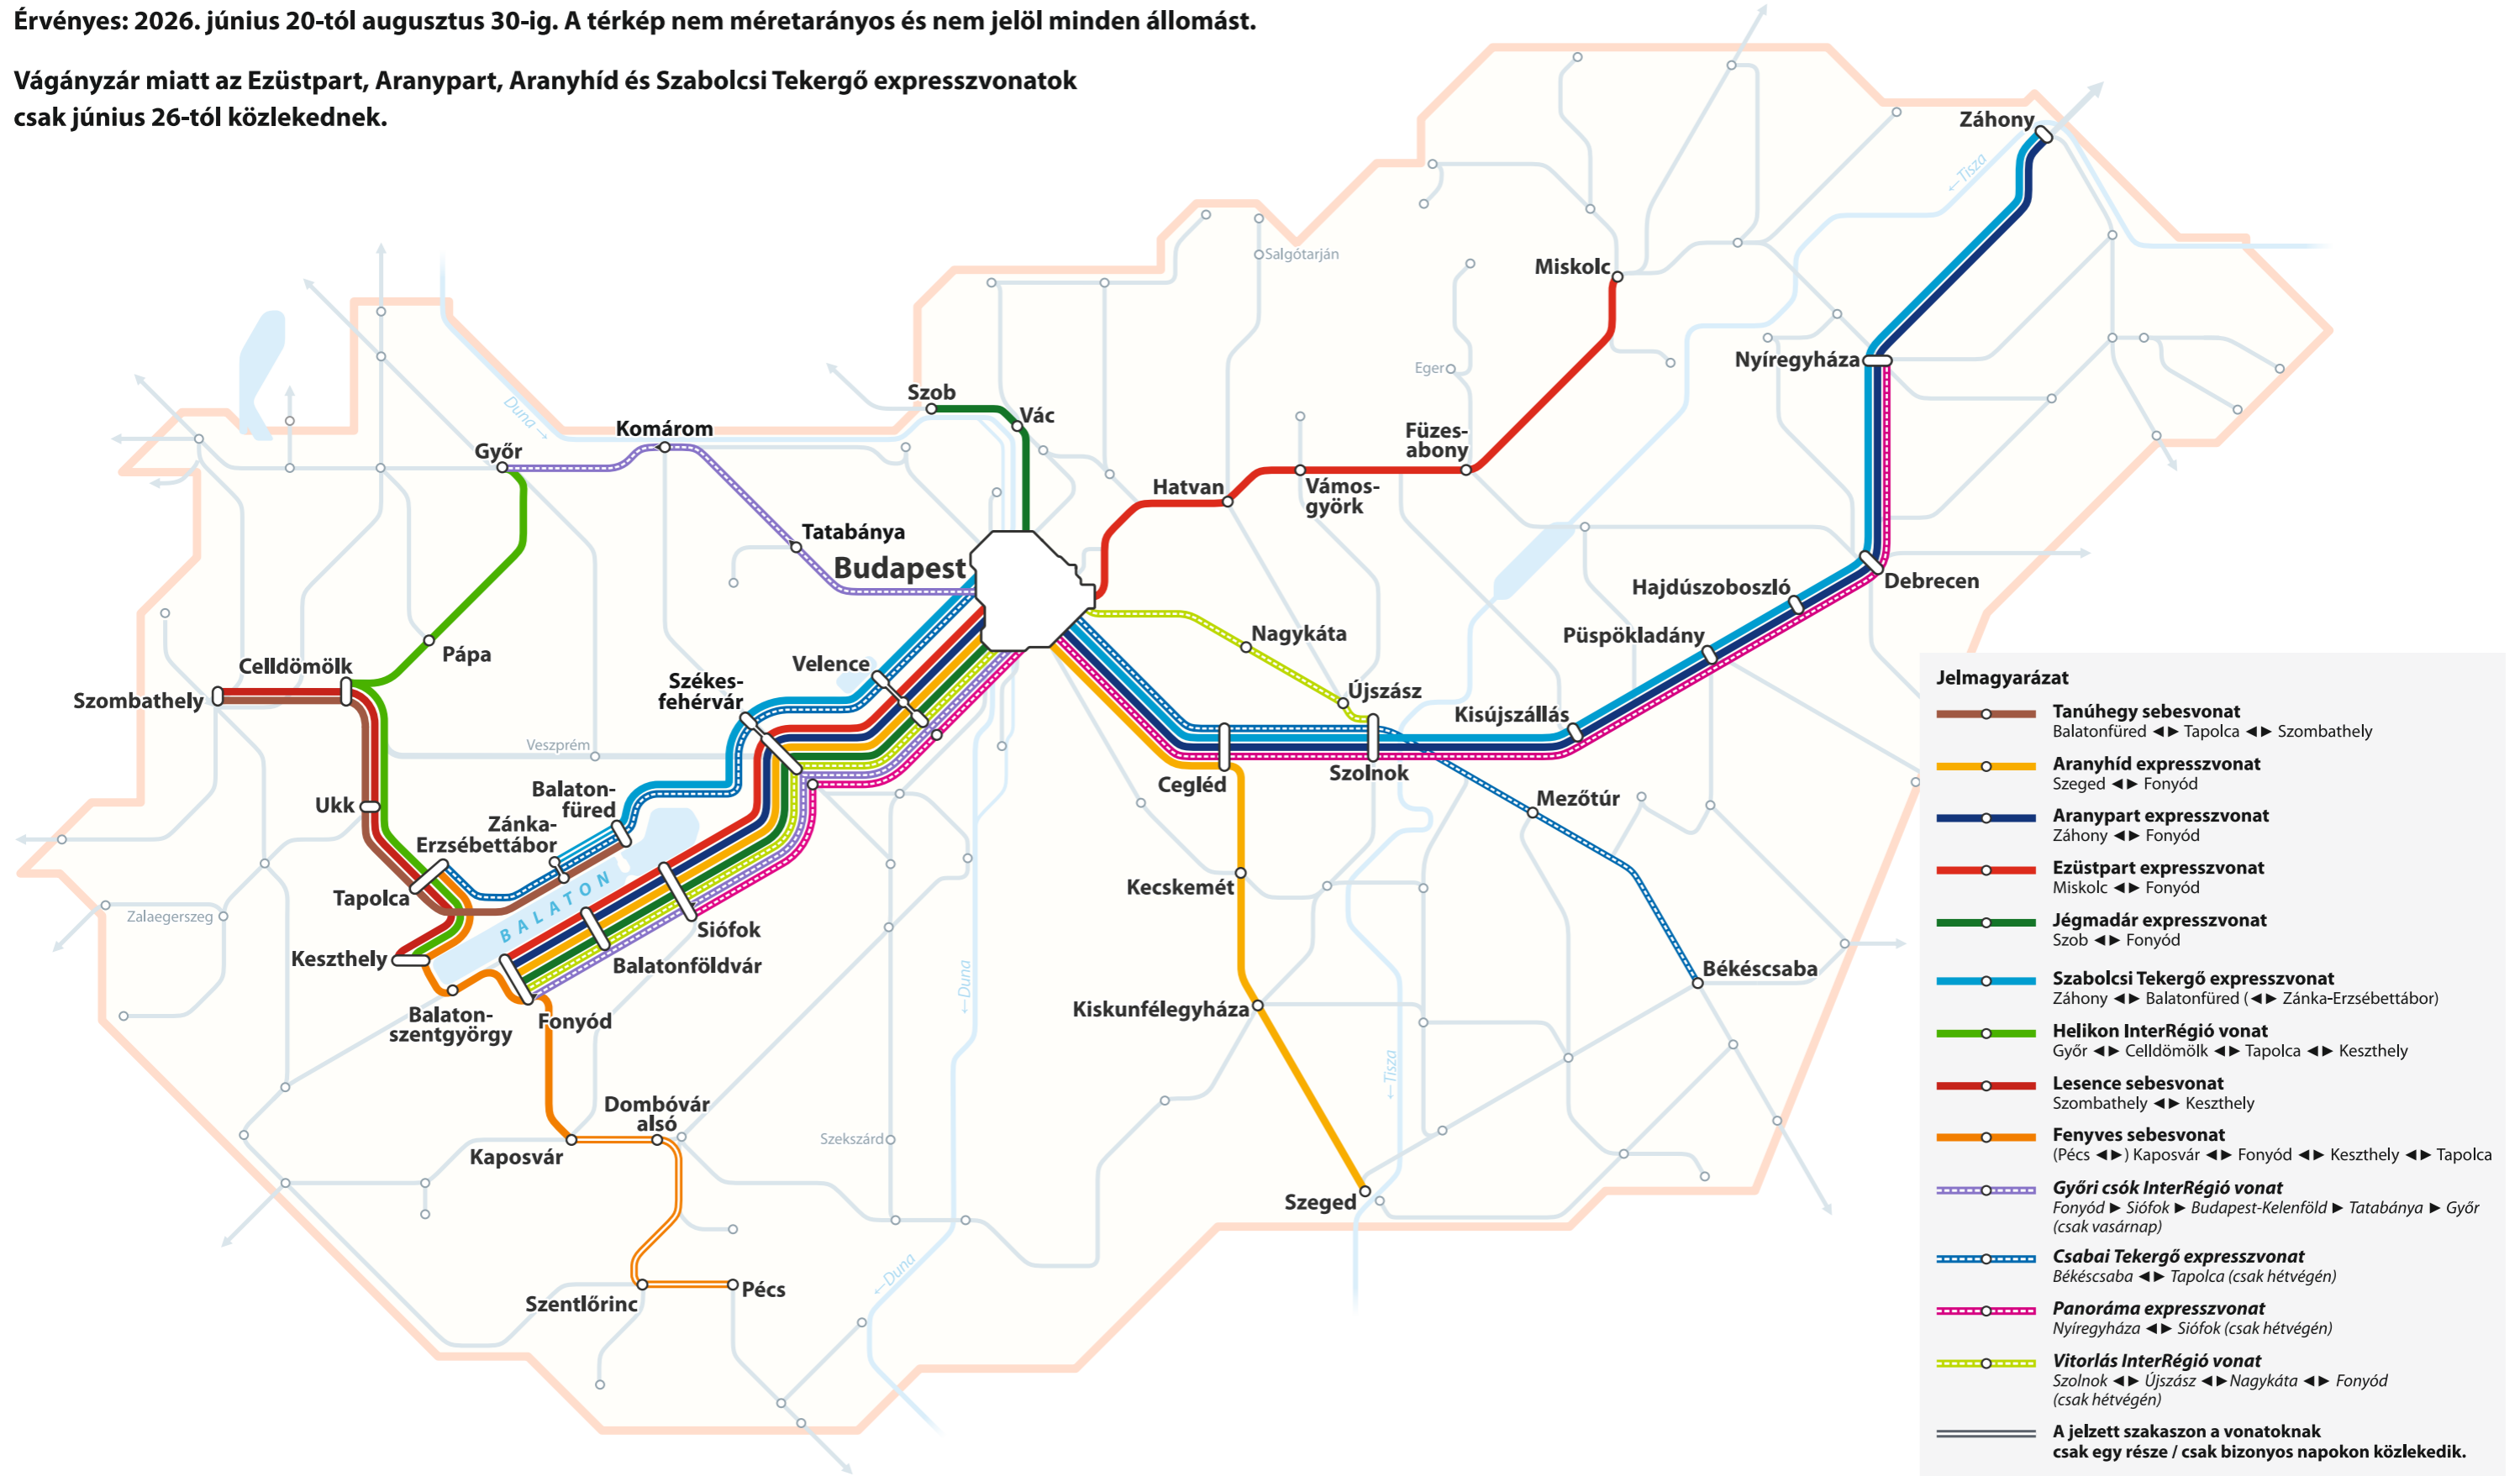 Érvényes: 2026. június 20-tól augusztus 30-ig. A térkép nem méretarányos és nem jelöl minden állomást.
Vágányzár miatt az Ezüstpart, Aranypart, Aranyhíd és Szabolcsi Tekergő expresszvonatok
csak június 26-tól közlekednek.
Záhony
←Tisza
Salgótarján
Miskolc
Nyíregyháza
Eger
Szob
Vác
Duna→
Komárom
Győr
Füzes-
abony
Hatvan
Vámos-
györk
Tatabánya
Budapest
Debrecen
Hajdúszoboszló
Püspökladány
Nagykáta
Pápa
Celldömölk
Szombathely
Velence
Székes-
fehérvár
Újszász
Kisújszállás
Veszprém
Szolnok
Cegléd
Ukk
Balaton-
füred
Zánka-
Erzsébettábor
Mezőtúr
Tapolca
Kecskemét
BALATON
Zalaegerszeg
Siófok
Keszthely
Balatonföldvár
Békéscsaba
←Duna
Balaton-
szentgyörgy
Fonyód
Kiskunfélegyháza
←Tisza
Dombóvár
alsó
Kaposvár
Szekszárd
Szeged
←Duna
Szentlőrinc
Pécs
Jelmagyarázat
Tanúhegy sebesvonat
Balatonfüred ◄► Tapolca ◄► Szombathely
Aranyhíd expresszvonat
Szeged ◄► Fonyód
Aranypart expresszvonat
Záhony ◄► Fonyód
Ezüstpart expresszvonat
Miskolc ◄► Fonyód
Jégmadár expresszvonat
Szob ◄► Fonyód
Szabolcsi Tekergő expresszvonat
Záhony ◄► Balatonfüred (◄► Zánka-Erzsébettábor)
Helikon InterRégió vonat
Győr ◄► Celldömölk ◄► Tapolca ◄► Keszthely
Lesence sebesvonat
Szombathely ◄► Keszthely
Fenyves sebesvonat
(Pécs ◄►) Kaposvár ◄► Fonyód ◄► Keszthely ◄► Tapolca
Győri csók InterRégió vonat
Fonyód ► Siófok ► Budapest-Kelenföld ► Tatabánya ► Győr
(csak vasárnap)
Csabai Tekergő expresszvonat
Békéscsaba ◄► Tapolca (csak hétvégén)
Panoráma expresszvonat
Nyíregyháza ◄► Siófok (csak hétvégén)
Vitorlás InterRégió vonat
Szolnok ◄► Újszász ◄►Nagykáta ◄► Fonyód
(csak hétvégén)
A jelzett szakaszon a vonatoknak
csak egy része / csak bizonyos napokon közlekedik.